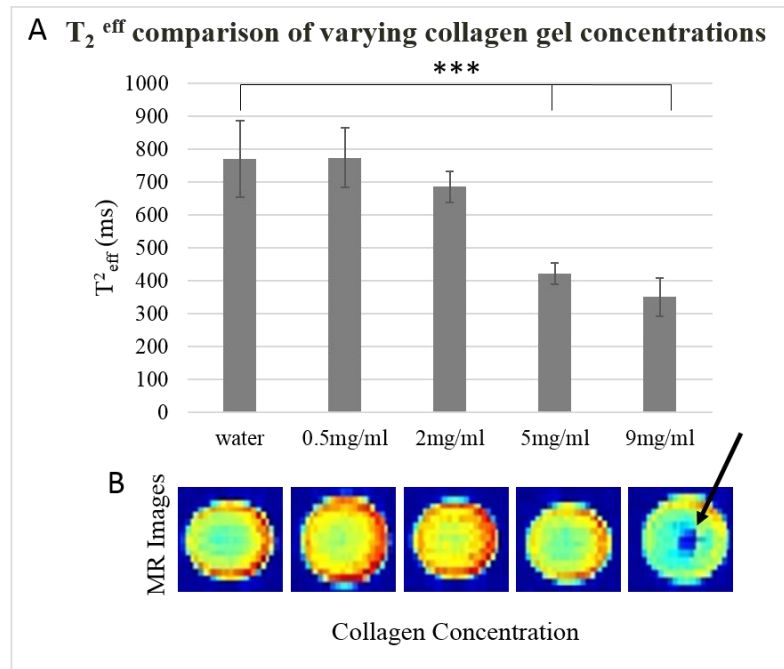 A T₂ ᵉᶠᶠ comparison of varying collagen gel concentrations
***
1000
900
800
700
600
500
400
300
200
100
0
T²eff (ms)
water 0.5mg/ml 2mg/ml 5mg/ml 9mg/ml
B
MR Images
Collagen Concentration